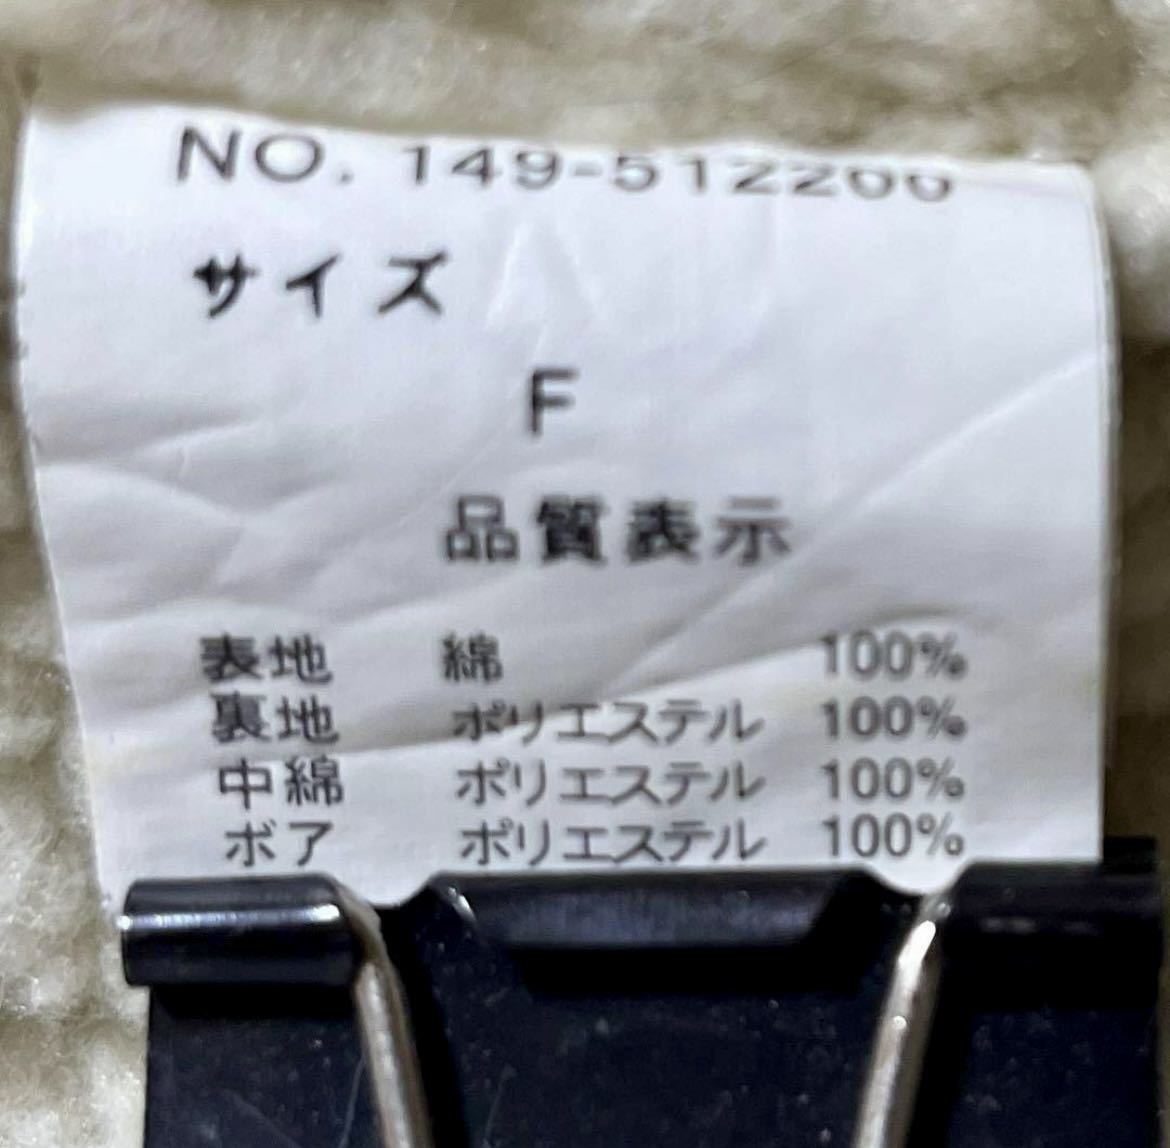 NO. 149-512200
サイズ
F
品質表示
表地 綿 100%
裏地 ポリエステル 100%
中綿 ポリエステル 100%
ボア ポリエステル 100%